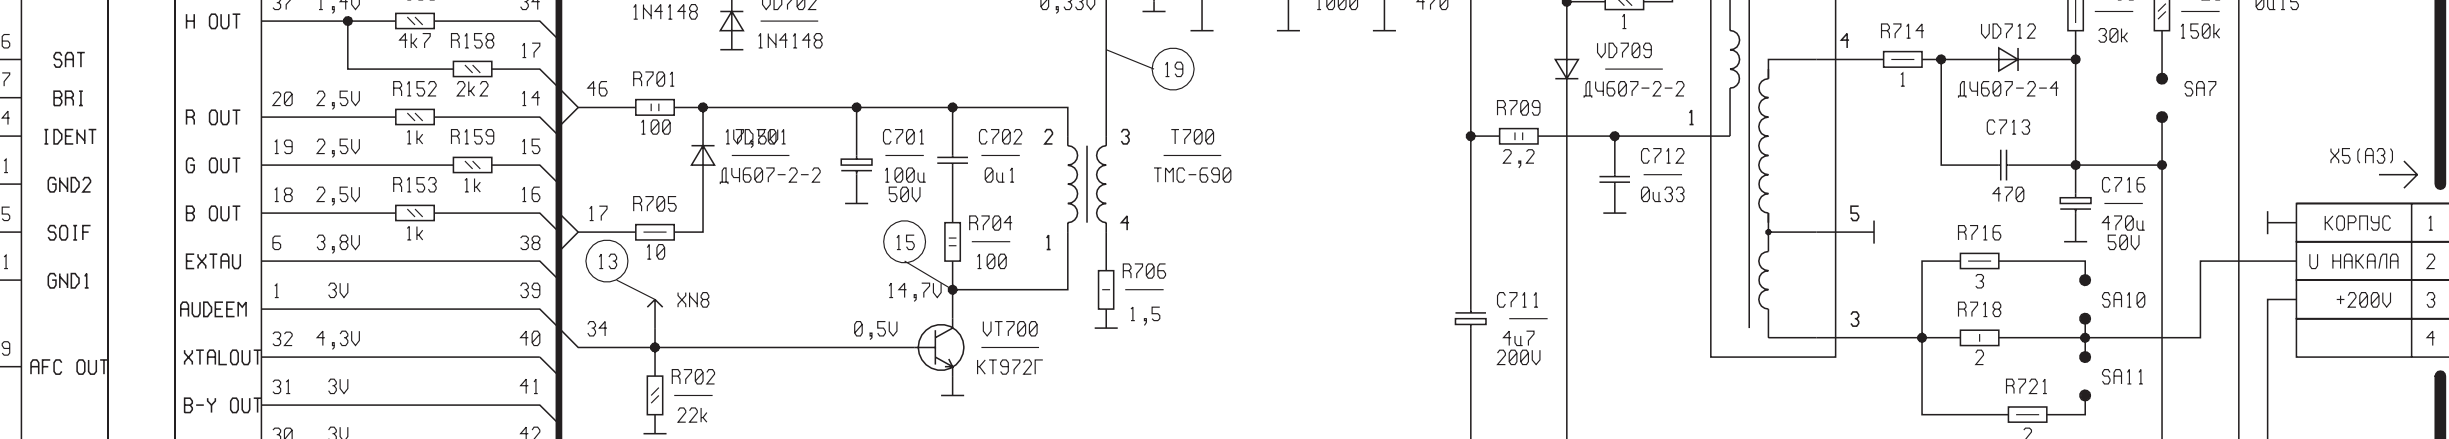 H OUT
37 1,4V
34
4k7
R158
2k2
17
6
SAT
7
BRI
4
IDENT
1
GND2
5
SOIF
1
GND1
9
AFC OUT
R OUT
20 2,5V
R152
1k
14
G OUT
19 2,5V
R159
1k
15
B OUT
18 2,5V
R153
1k
16
EXTAU
6 3,8V
38
AUDEEM
1 3V
39
XTALOUT
32 4,3V
40
B-Y OUT
31 3V
41
30 3V
42
1N4148
VD702
1N4148
0,33V
46
R701
100
ДЧ607-2-2
17
R705
10
C701
100u
50V
C702
0u1
R704
100
15
14,7V
13
XN8
34
0,5V
R702
22k
VT700
КТ972Г
19
2
1
3
4
T700
ТМС-690
R706
1,5
1000
470
1
VD709
ДЧ607-2-2
R709
2,2
1
C712
0u33
C711
4u7
200V
4
5
3
R714
1
VD712
ДЧ607-2-4
C713
470
30k
150k
0u15
SA7
C716
470u
50V
R716
3
R718
2
R721
2
SA10
SA11
X5(A3)
КОРПУС 1
U НАКАЛА 2
+200V 3
4